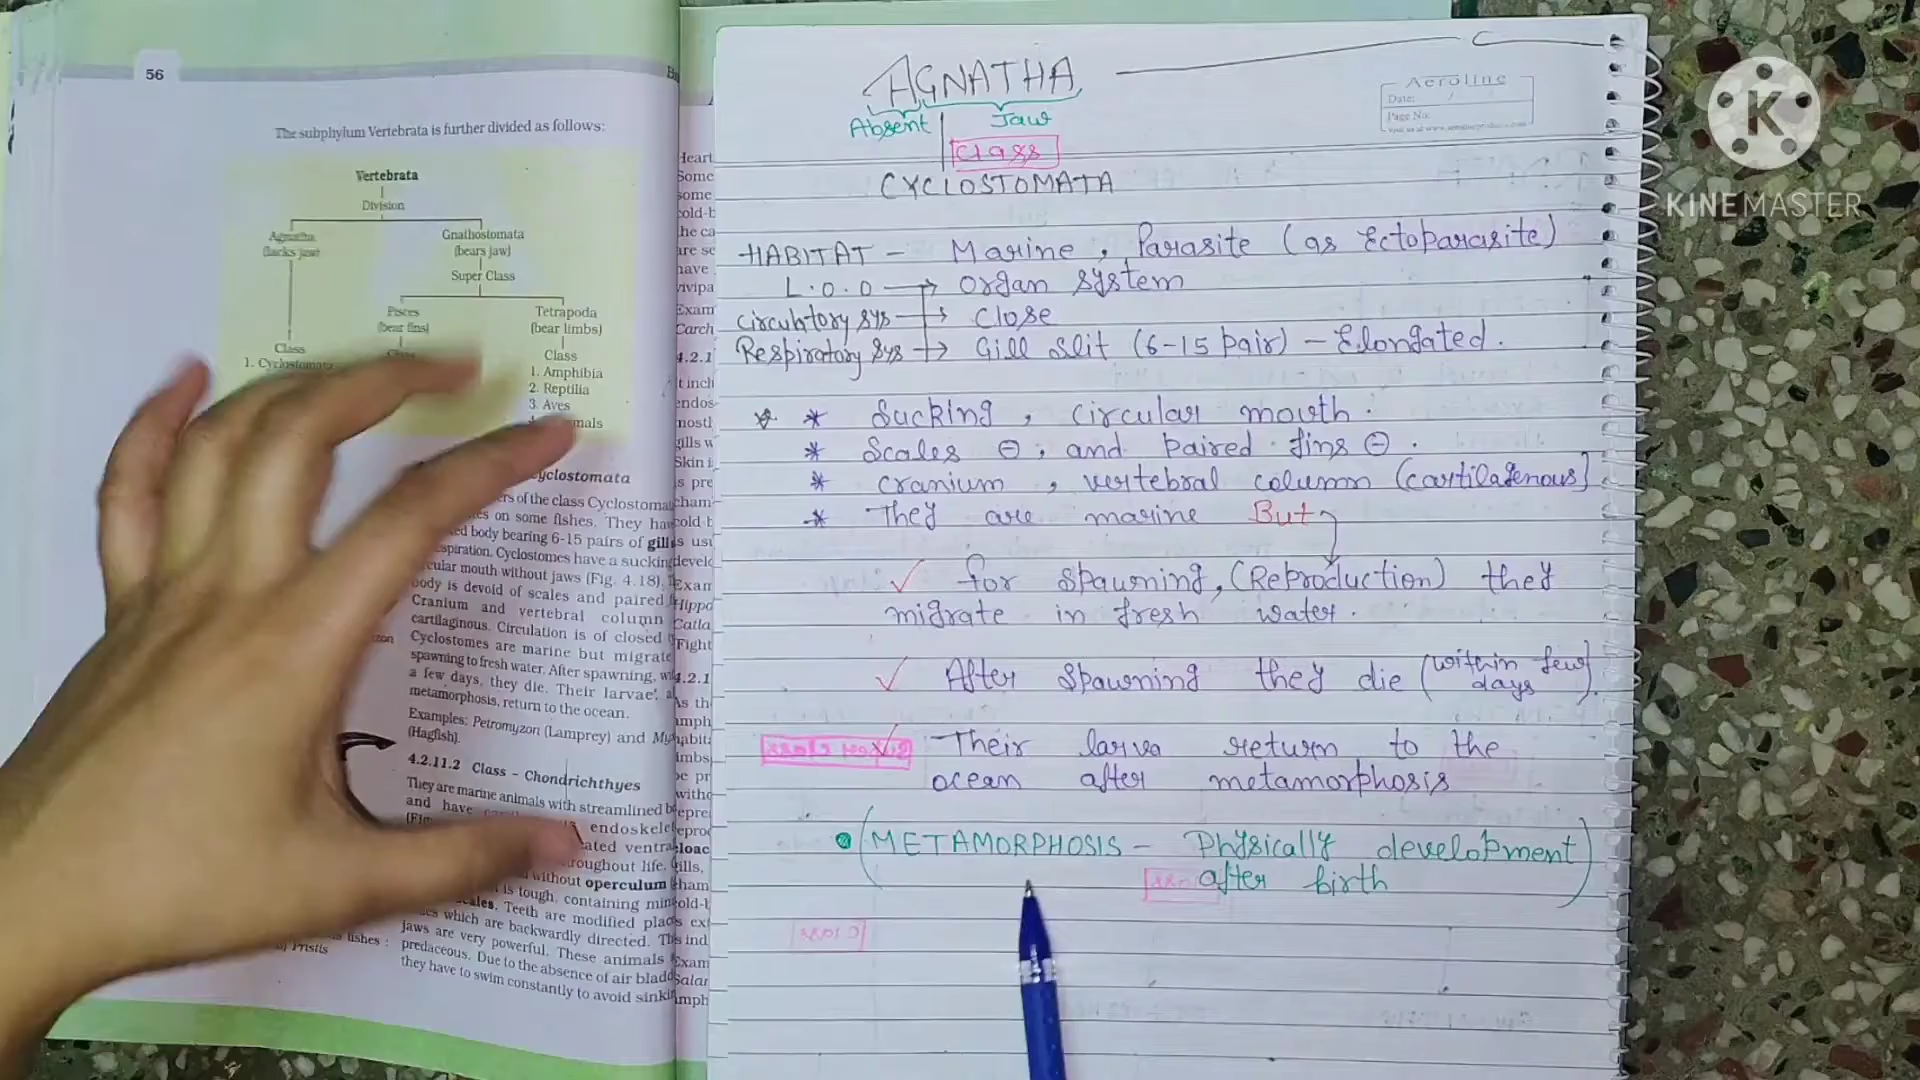 56
The subphylum Vertebrata is further divided as follows:
Vertebrata
Division
Agnatha
(lacks jaw)
Gnathostomata
(bears jaw)
Super Class
Pisces
(bear fins)
Tetrapoda
(bear limbs)
Class
1. Cyclostomata
Class
1. Amphibia
2. Reptilia
3. Aves
mals
yclostomata
ers of the class Cyclostoma
es on some fishes. They ha
ed body bearing 6-15 pairs of gill
spiration. Cyclostomes have a sucking
cular mouth without jaws (Fig. 4.18).
body is devoid of scales and paired
Cranium and vertebral column
cartilaginous. Circulation is of closed
Cyclostomes are marine but migrate
spawning to fresh water. After spawning, wi
a few days, they die. Their larvae, a
metamorphosis, return to the ocean.
Examples: Petromyzon (Lamprey) and My
(Hagfish).
4.2.11.2 Class – Chondrichthyes
They are marine animals with streamlined b
and have
endoskele
ated ventra
roughout life.
without operculum
is tough, containing min
cales. Teeth are modified plac
es which are backwardly directed. T
jaws are very powerful. These animals
predaceous. Due to the absence of air blad
they have to swim constantly to avoid sinki
Pristis
AGNATHA
Absent Jaw
Class
CYCLOSTOMATA
HABITAT – Marine, Parasite (as Ectoparasite)
L.O.O → Organ system
Circulatory sys → Close
Respiratory sys → Gill slit (6-15 pair) – Elongated.
* Sucking, circular mouth.
* Scales ⊖, and paired fins ⊖.
* cranium, vertebral column (cartilagenous)
* They are marine But
✓ for spawning, (Reproduction) they
migrate in fresh water.
✓ After spawning they die (within few days).
✓ Their larva return to the
ocean after metamorphosis
(METAMORPHOSIS – Physically development
after birth)
Aeroline
Date: / /
Page No.
K
KINEMASTER